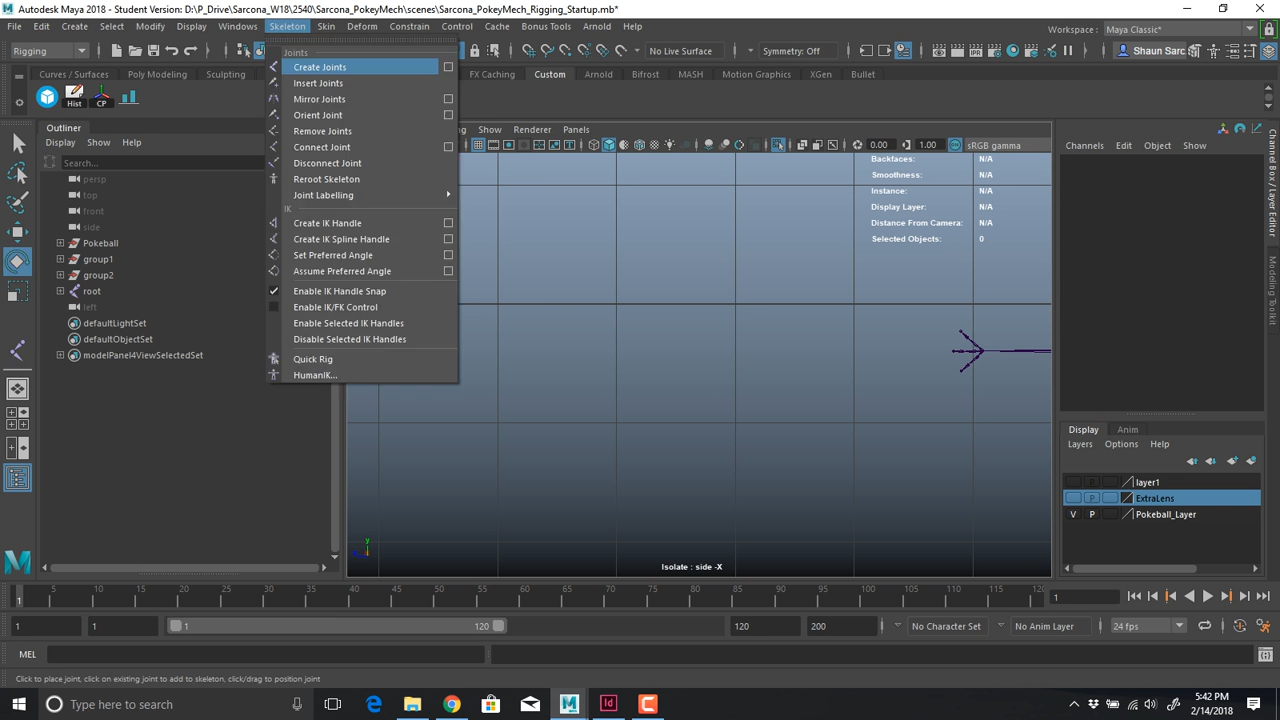 Autodesk Maya 2018 - Student Version: D:\P_Drive\Sarcona_W18\2540\Sarcona_PokeyMech\scenes\Sarcona_PokeyMech_Rigging_Startup.mb*
File Edit Create Select Modify Display Windows Skeleton Skin Deform Constrain Control Cache Bonus Tools Help
Workspace: Maya Classic*
Rigging
No Live Surface
Symmetry: Off
Shaun Sarc
Curves / Surfaces Poly Modeling Sculpting
FX Caching Custom Arnold Bifrost MASH Motion Graphics XGen Bullet
Hist CP
Joints
Create Joints
Insert Joints
Mirror Joints
Orient Joint
Remove Joints
Connect Joint
Disconnect Joint
Reroot Skeleton
Joint Labelling
IK
Create IK Handle
Create IK Spline Handle
Set Preferred Angle
Assume Preferred Angle
Enable IK Handle Snap
Enable IK/FK Control
Enable Selected IK Handles
Disable Selected IK Handles
Quick Rig
HumanIK...
Outliner
Display Show Help
Search...
persp
top
front
side
Pokeball
group1
group2
root
left
defaultLightSet
defaultObjectSet
modelPanel4ViewSelectedSet
Show Renderer Panels
0.00 1.00 sRGB gamma
Backfaces: N/A
Smoothness: N/A
Instance: N/A
Display Layer: N/A
Distance From Camera: N/A
Selected Objects: 0
y
Isolate : side -X
Channels Edit Object Show
Channel Box / Layer Editor
Modeling Toolkit
Display Anim
Layers Options Help
P layer1
P ExtraLens
V P Pokeball_Layer
1 5 10 15 20 25 30 35 40 45 50 55 60 65 70 75 80 85 90 95 100 105 110 115 120
1
1 1 1 120 120 200 No Character Set No Anim Layer 24 fps
MEL
Click to place joint, click on existing joint to add to skeleton, click/drag to position joint
Type here to search
5:42 PM
2/14/2018